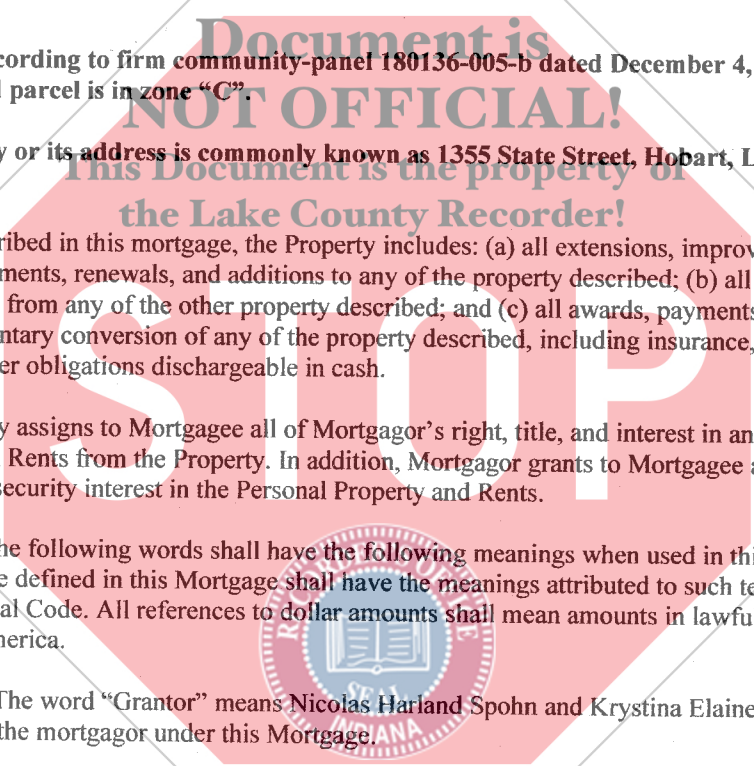 Document is
cording to firm community-panel 180136-005-b dated December 4,
parcel is in zone "C".
NOT OFFICIAL!
y or its address is commonly known as 1355 State Street, Hobart, L
This Document is the property of
the Lake County Recorder!
ribed in this mortgage, the Property includes: (a) all extensions, improv
ments, renewals, and additions to any of the property described; (b) all
from any of the other property described; and (c) all awards, payments
ntary conversion of any of the property described, including insurance,
er obligations dischargeable in cash.
STOP
y assigns to Mortgagee all of Mortgagor's right, title, and interest in an
Rents from the Property. In addition, Mortgagor grants to Mortgagee a
security interest in the Personal Property and Rents.
he following words shall have the following meanings when used in thi
e defined in this Mortgage shall have the meanings attributed to such te
al Code. All references to dollar amounts shall mean amounts in lawfu
merica.
SEAL
INDIANA
The word "Grantor" means Nicolas Harland Spohn and Krystina Elaine
the mortgagor under this Mortgage.